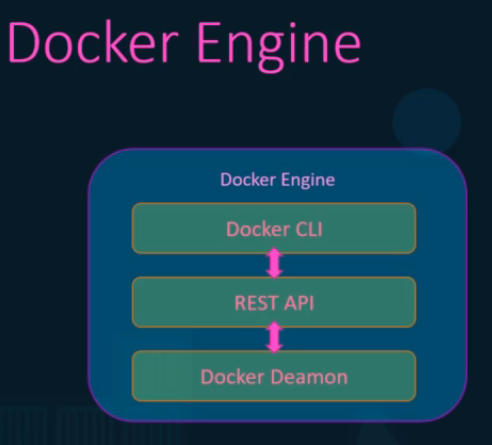 Docker Engine
Docker Engine
Docker CLI
REST API
Docker Deamon